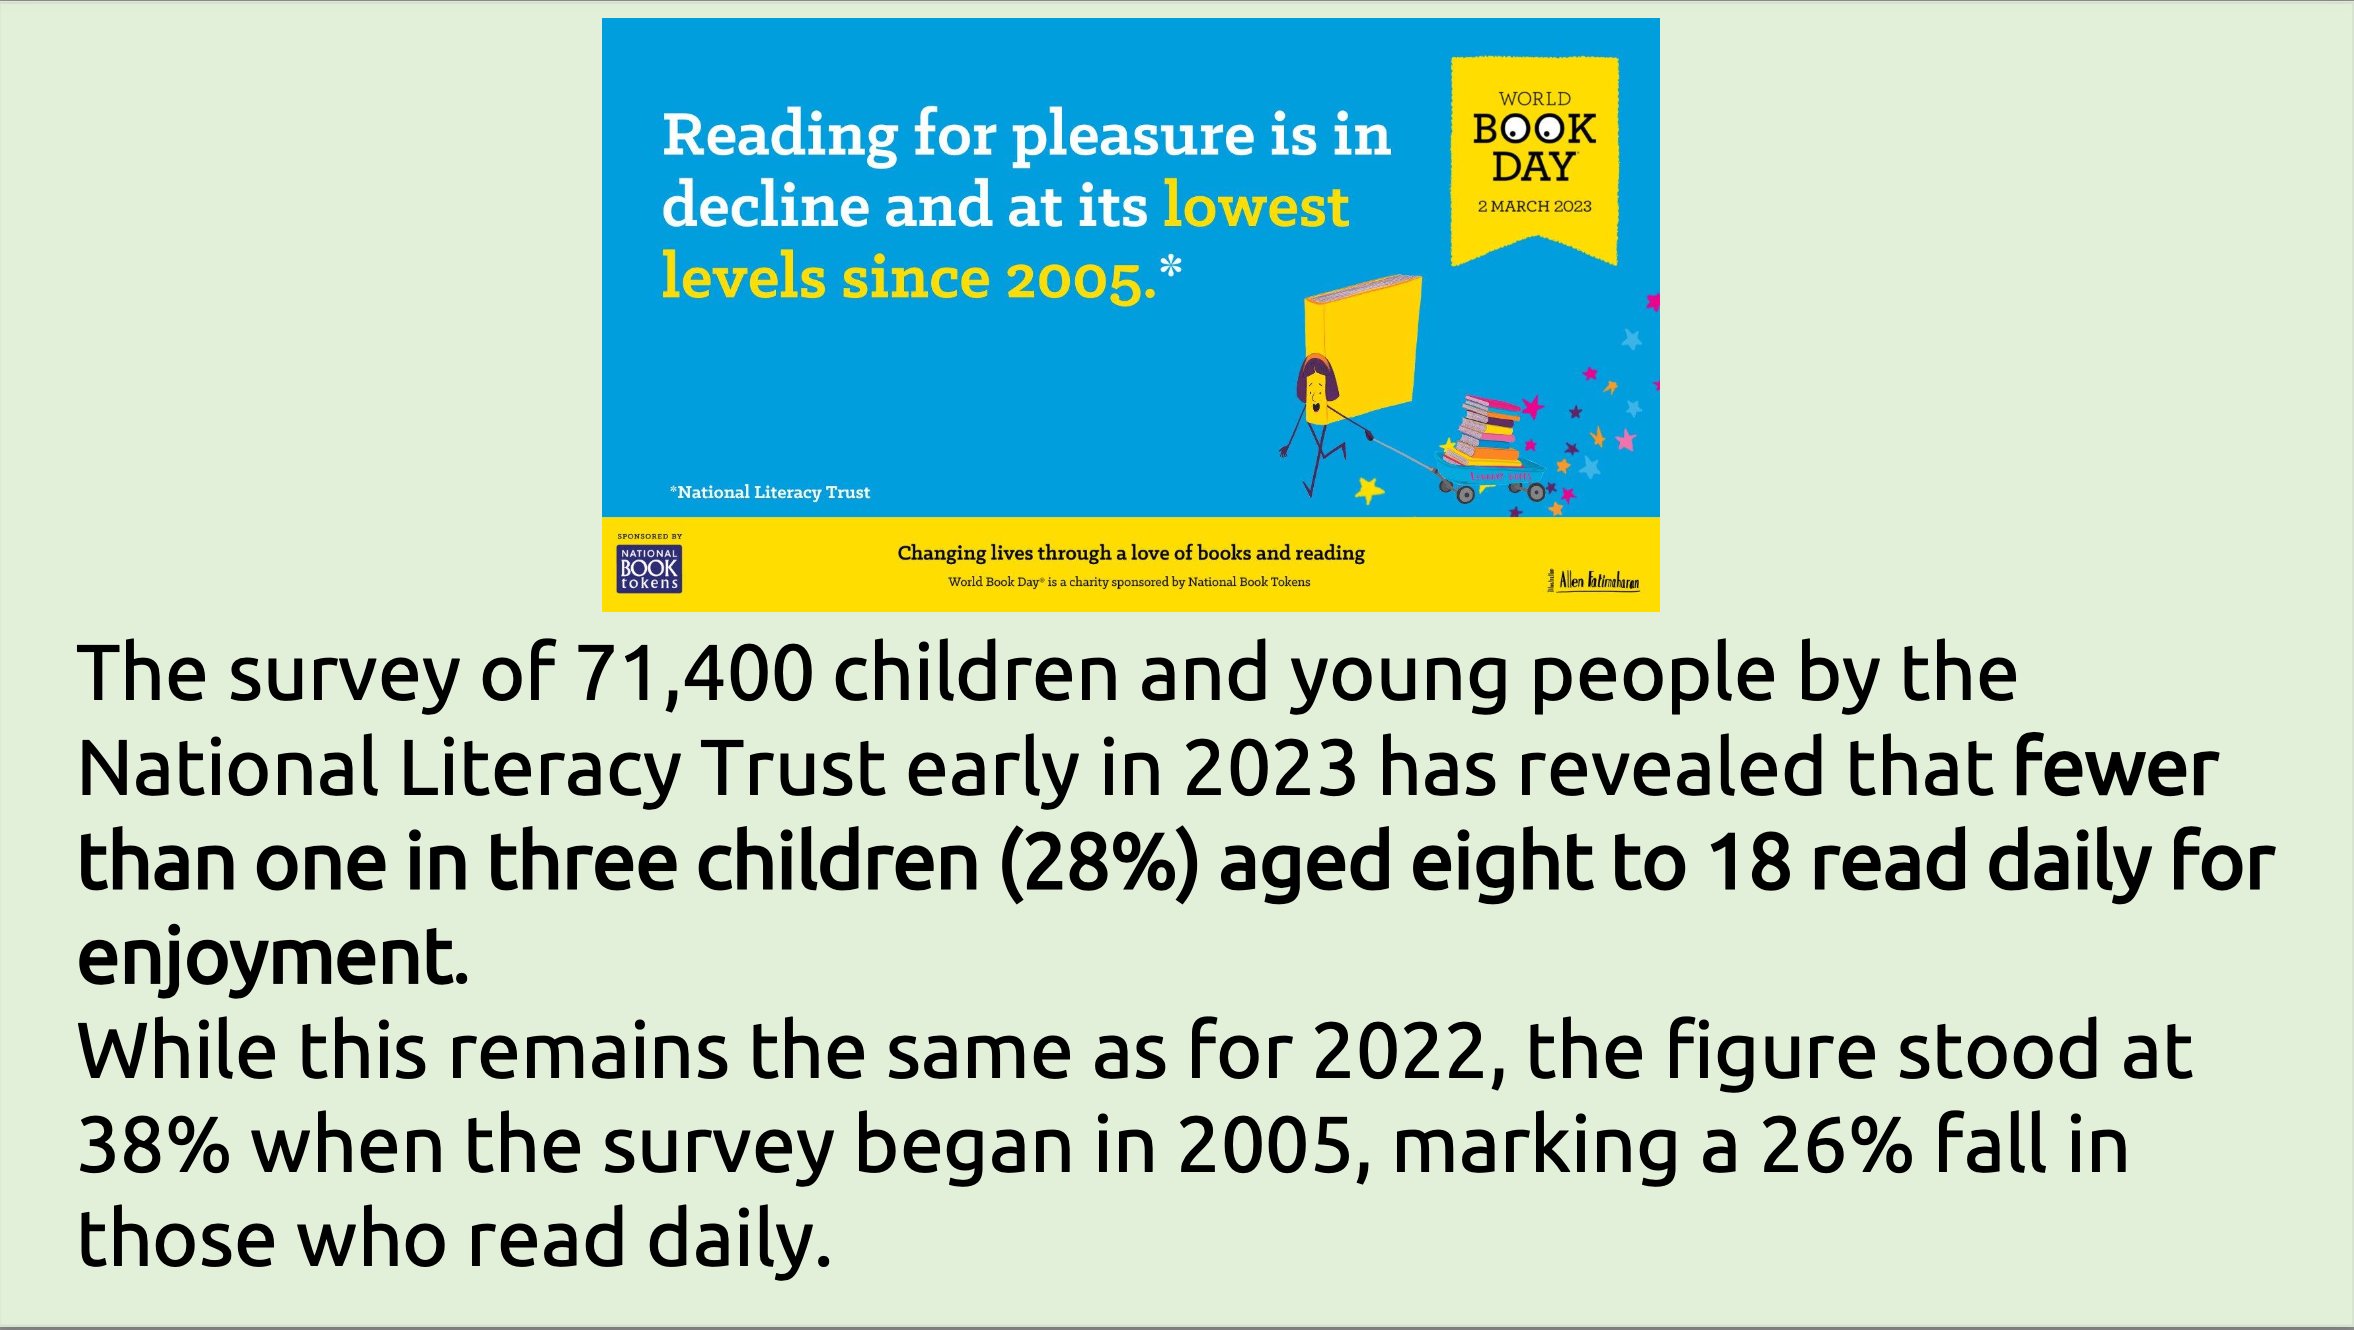 Reading for pleasure is in
decline and at its lowest
levels since 2005.*
WORLD
BOOK
DAY
2 MARCH 2023
*National Literacy Trust
SPONSORED BY
NATIONAL
BOOK
tokens
Changing lives through a love of books and reading
World Book Day® is a charity sponsored by National Book Tokens
Allen Fatimaharan
The survey of 71,400 children and young people by the
National Literacy Trust early in 2023 has revealed that fewer
than one in three children (28%) aged eight to 18 read daily for
enjoyment.
While this remains the same as for 2022, the figure stood at
38% when the survey began in 2005, marking a 26% fall in
those who read daily.